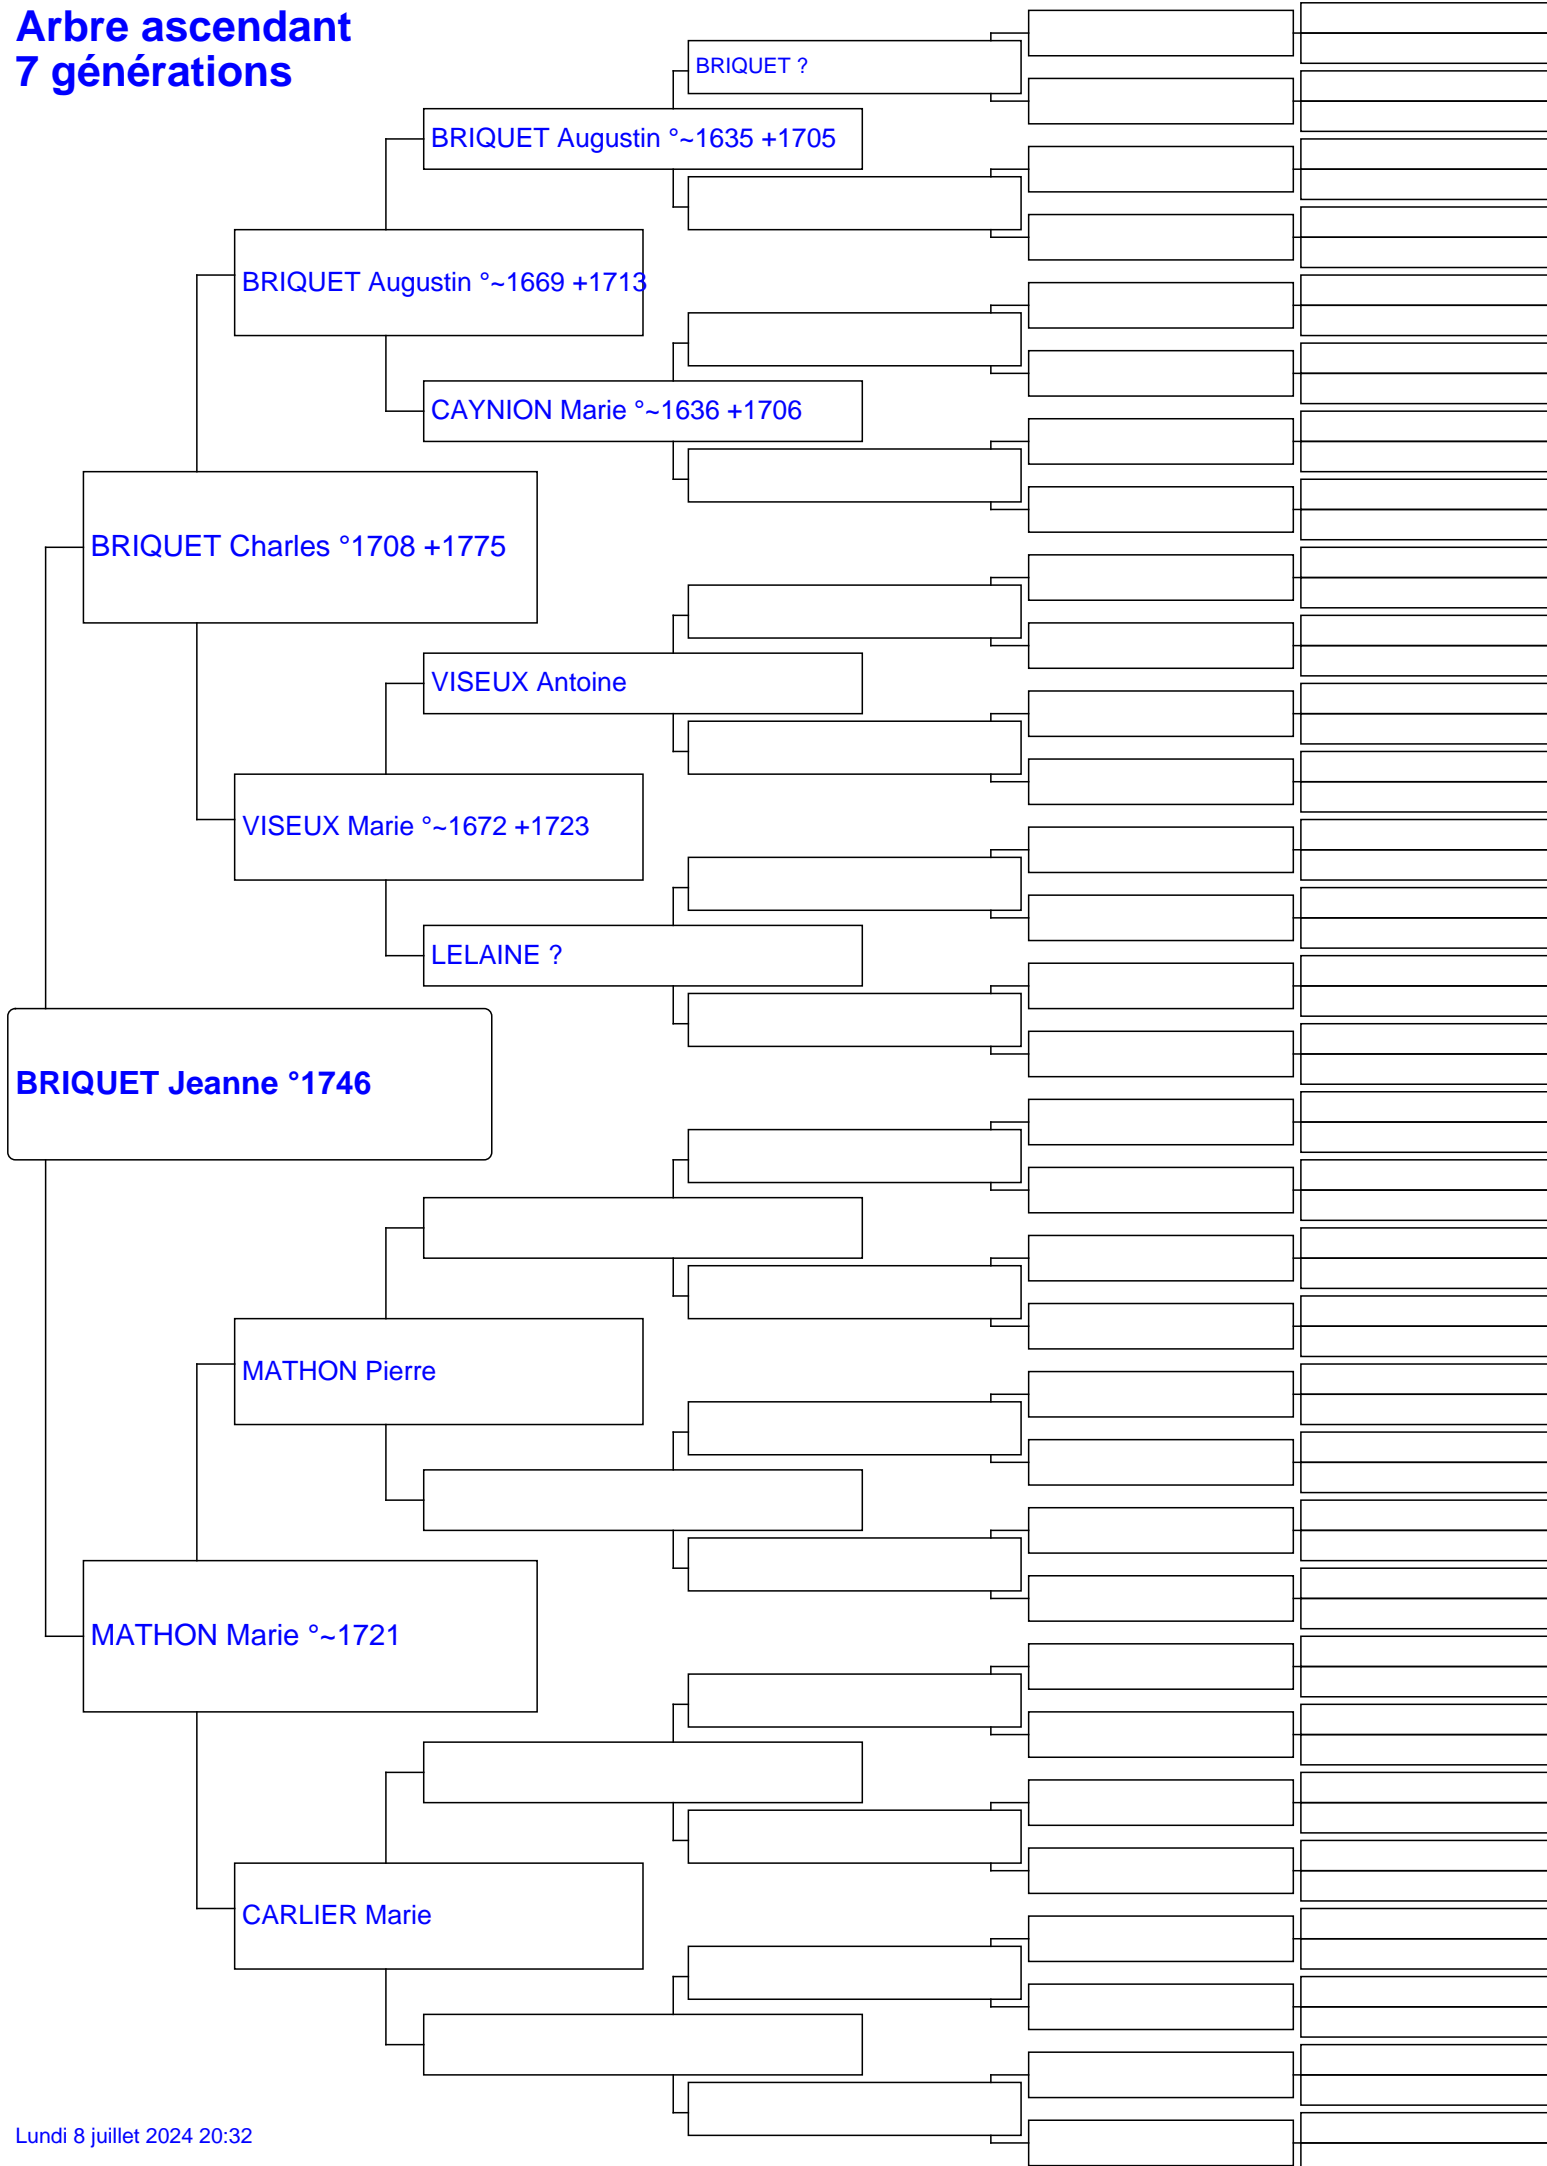 Arbre ascendant
7 générations
BRIQUET ?
BRIQUET Augustin °~1635 +1705
BRIQUET Augustin °~1669 +1713
CAYNION Marie °~1636 +1706
BRIQUET Charles °1708 +1775
VISEUX Antoine
VISEUX Marie °~1672 +1723
LELAINE ?
BRIQUET Jeanne °1746
MATHON Pierre
MATHON Marie °~1721
CARLIER Marie
Lundi 8 juillet 2024 20:32